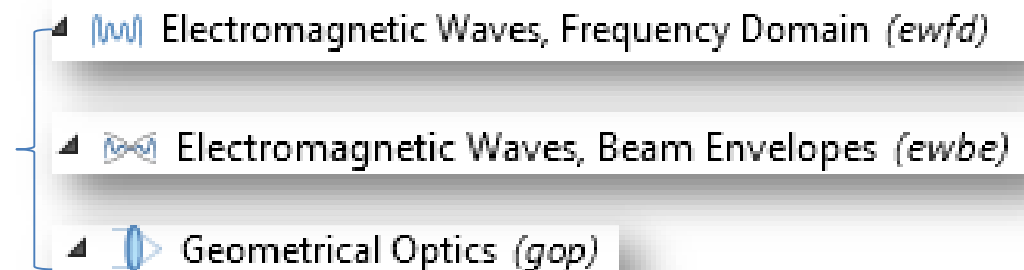 Electromagnetic Waves, Frequency Domain (ewfd)
Electromagnetic Waves, Beam Envelopes (ewbe)
Geometrical Optics (gop)